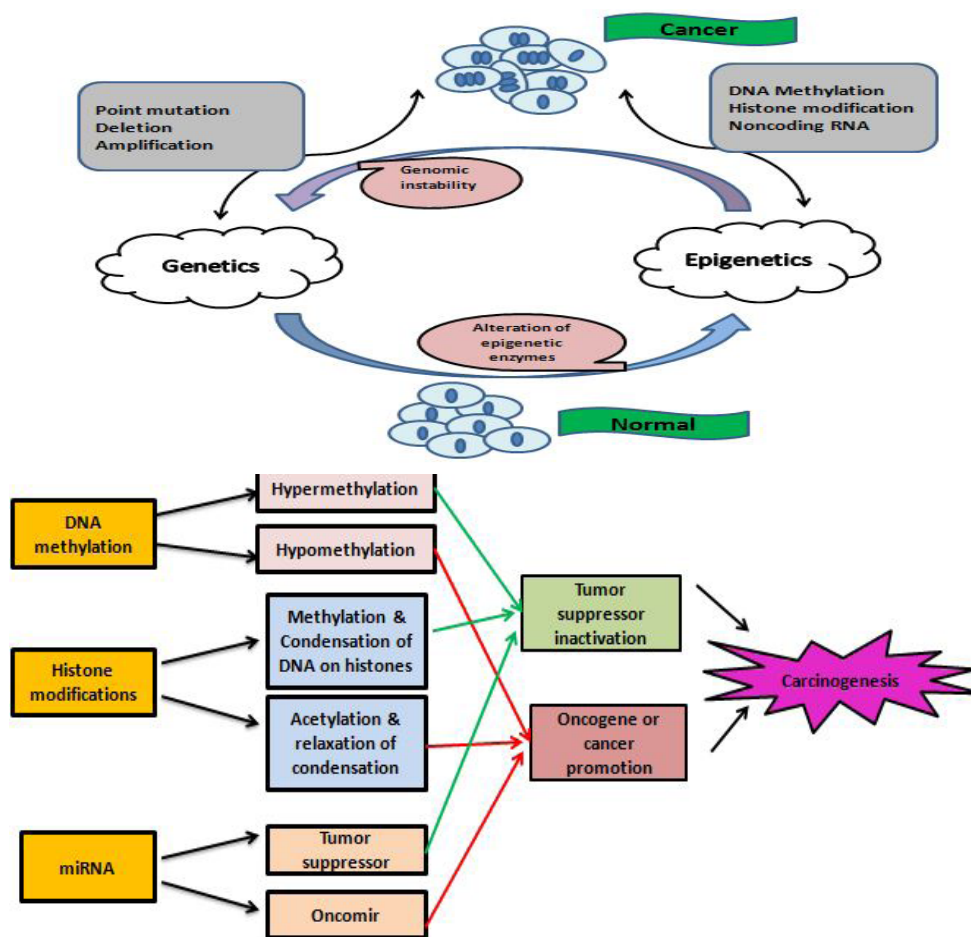 Cancer
Point mutation
Deletion
Amplification
DNA Methylation
Histone modification
Noncoding RNA
Genomic
instability
Genetics
Epigenetics
Alteration of
epigenetic
enzymes
Normal
Hypermethylation
DNA
methylation
Hypomethylation
Methylation &
Condensation of
DNA on histones
Tumor
suppressor
inactivation
Histone
modifications
Carcinogenesis
Acetylation &
relaxation of
condensation
Oncogene or
cancer
promotion
miRNA
Tumor
suppressor
Oncomir